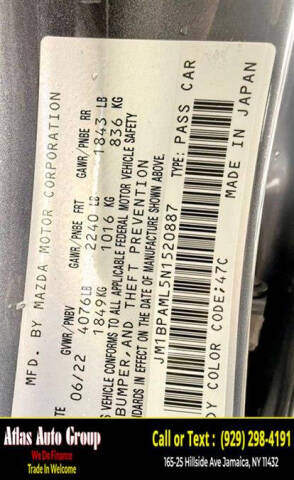 MFD. BY MAZDA MOTOR CORPORATION
GVWR/PNBV GAWR/PNBE FRT GAWR/PNBE RR
06/22 4076LB 2240 LB 1843 LB
1849KG 1016 KG 836 KG
VEHICLE CONFORMS TO ALL APPLICABLE FEDERAL MOTOR VEHICLE SAFETY
BUMPER, AND THEFT PREVENTION
STANDARDS IN EFFECT ON THE DATE OF MANUFACTURE SHOWN ABOVE.
JM1BPAML5N1520887 TYPE: PASS CAR
DY COLOR CODE:47C MADE IN JAPAN
Atlas Auto Group
We Do Finance
Trade In Welcome
Call or Text : (929) 298-4191
165-25 Hillside Ave Jamaica, NY 11432